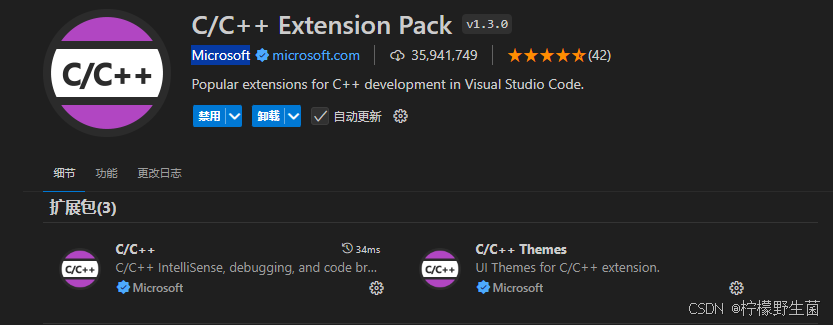 C/C++ Extension Pack v1.3.0
C/C++
Microsoft microsoft.com 35,941,749 (42)
Popular extensions for C++ development in Visual Studio Code.
禁用 卸载 自动更新
细节 功能 更改日志
扩展包(3)
C/C++ 34ms
C/C++
C/C++ IntelliSense, debugging, and code br...
Microsoft
C/C++ Themes
C/C++
UI Themes for C/C++ extension.
Microsoft
CSDN @柠檬野生菌